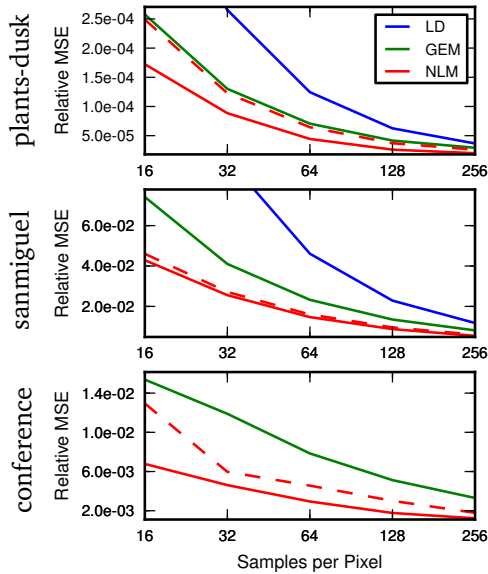 plants-dusk
Relative MSE
2.5e-04
2.0e-04
1.5e-04
1.0e-04
5.0e-05
LD
GEM
NLM
16 32 64 128 256
sanmiguel
Relative MSE
6.0e-02
4.0e-02
2.0e-02
16 32 64 128 256
conference
Relative MSE
1.4e-02
1.0e-02
6.0e-03
2.0e-03
16 32 64 128 256
Samples per Pixel